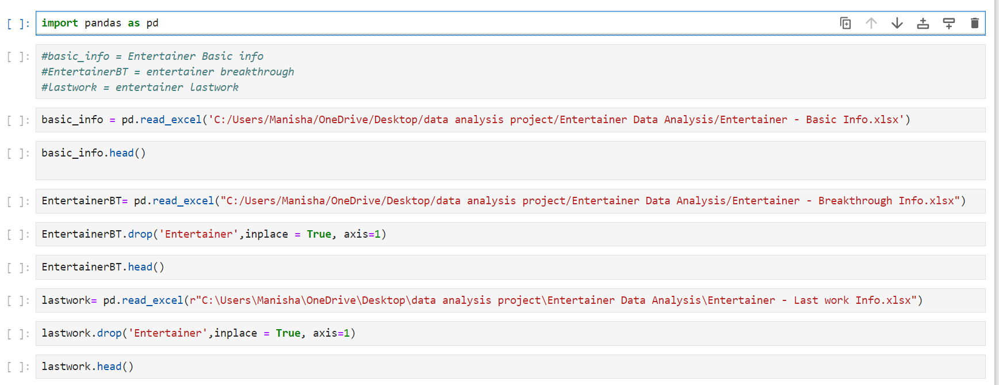 [ ]: import pandas as pd
[ ]: #basic_info = Entertainer Basic info
#EntertainerBT = entertainer breakthrough
#lastwork = entertainer lastwork
[ ]: basic_info = pd.read_excel('C:/Users/Manisha/OneDrive/Desktop/data analysis project/Entertainer Data Analysis/Entertainer - Basic Info.xlsx')
[ ]: basic_info.head()
[ ]: EntertainerBT= pd.read_excel("C:/Users/Manisha/OneDrive/Desktop/data analysis project/Entertainer Data Analysis/Entertainer - Breakthrough Info.xlsx")
[ ]: EntertainerBT.drop('Entertainer',inplace = True, axis=1)
[ ]: EntertainerBT.head()
[ ]: lastwork= pd.read_excel(r"C:\Users\Manisha\OneDrive\Desktop\data analysis project\Entertainer Data Analysis\Entertainer - Last work Info.xlsx")
[ ]: lastwork.drop('Entertainer',inplace = True, axis=1)
[ ]: lastwork.head()